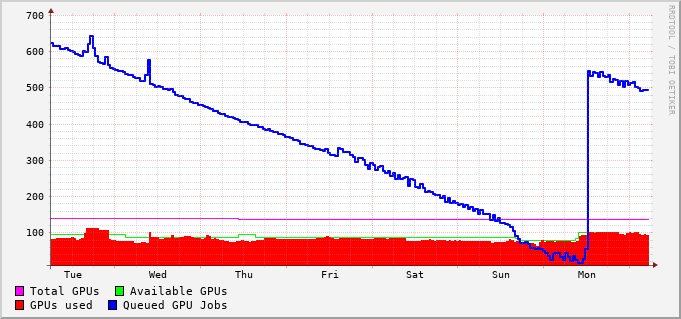 700
600
500
400
300
200
100
Tue Wed Thu Fri Sat Sun Mon
Total GPUs Available GPUs
GPUs used Queued GPU Jobs
RRDTOOL / TOBI OETIKER